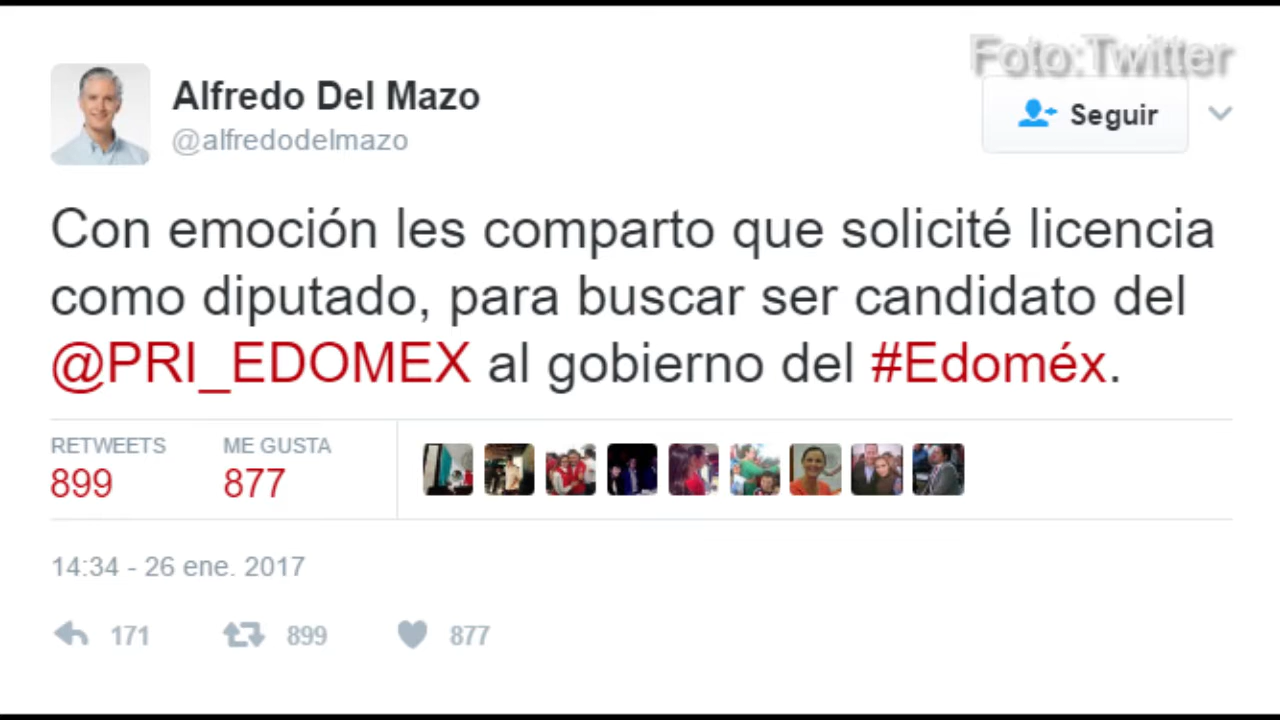 Foto:Twitter
Alfredo Del Mazo
@alfredodelmazo
Seguir
Con emoción les comparto que solicité licencia
como diputado, para buscar ser candidato del
@PRI_EDOMEX al gobierno del #Edoméx.
RETWEETS ME GUSTA
899 877
14:34 - 26 ene. 2017
171 899 877